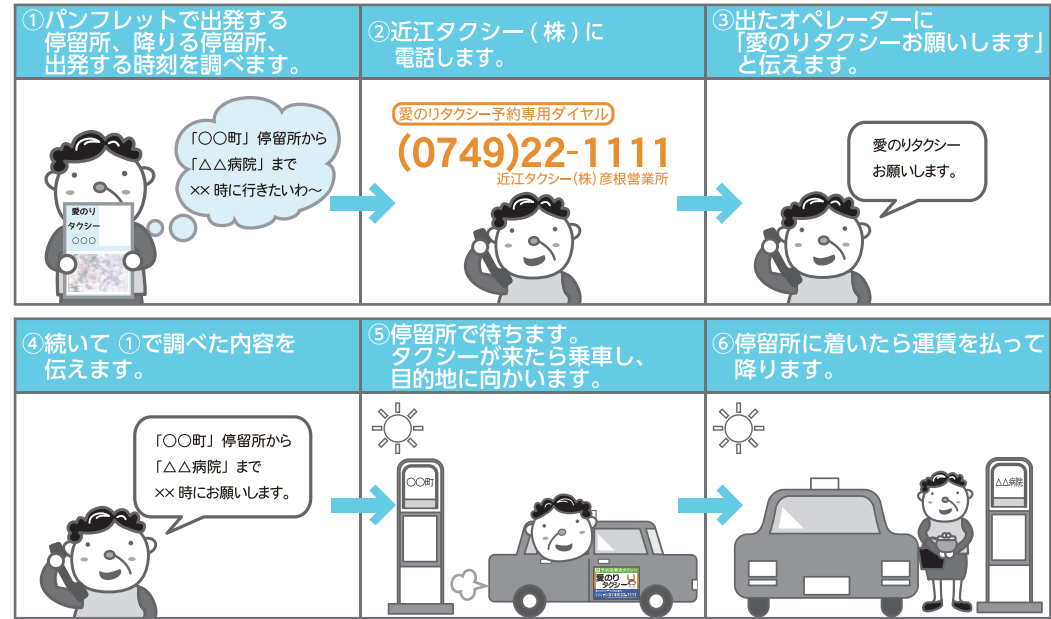 ①パンフレットで出発する
停留所、降りる停留所、
出発する時刻を調べます。
「〇〇町」停留所から
「△△病院」まで
×× 時に行きたいわ〜
愛のり
タクシー
〇〇〇
②近江タクシー(株)に
電話します。
愛のりタクシー予約専用ダイヤル
(0749)22-1111
近江タクシー(株)彦根営業所
③出たオペレーターに
「愛のりタクシーお願いします」
と伝えます。
愛のりタクシー
お願いします。
④続いて ①で調べた内容を
伝えます。
「〇〇町」停留所から
「△△病院」まで
×× 時にお願いします。
⑤停留所で待ちます。
タクシーが来たら乗車し、
目的地に向かいます。
〇〇町
愛のり
タクシー
(0749)22-1111
⑥停留所に着いたら運賃を払って
降ります。
△△病院